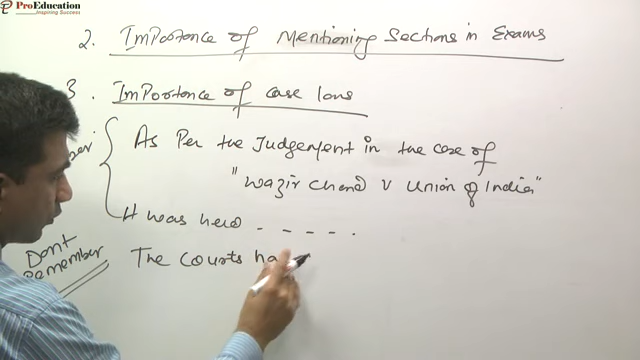 ProEducation
Inspiring Success
2. Importance of Mentioning Sections in Exams
3. Importance of case laws
As Per the Judgement in the case of
"Wazir Chand v Union of India"
It was held - - - - - .
Don't
Remember
The Courts ha